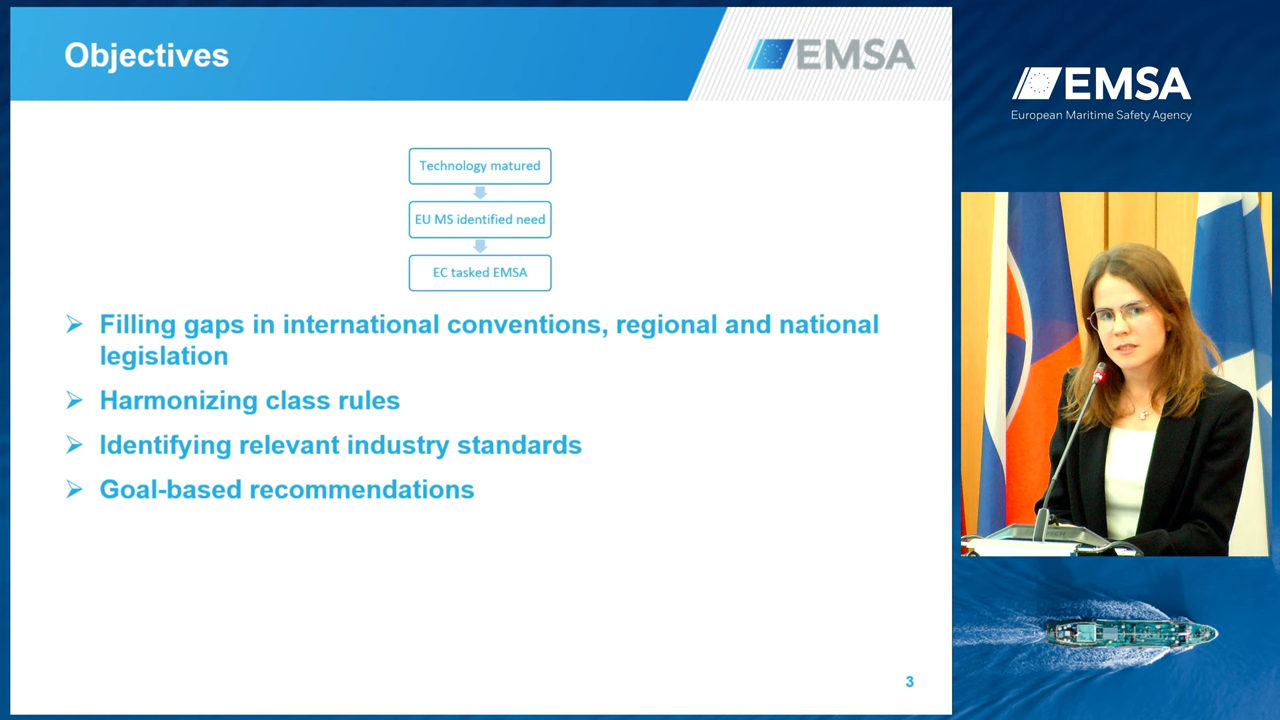 Objectives
EMSA
Technology matured
EU MS identified need
EC tasked EMSA
Filling gaps in international conventions, regional and national
legislation
Harmonizing class rules
Identifying relevant industry standards
Goal-based recommendations
3
EMSA
European Maritime Safety Agency